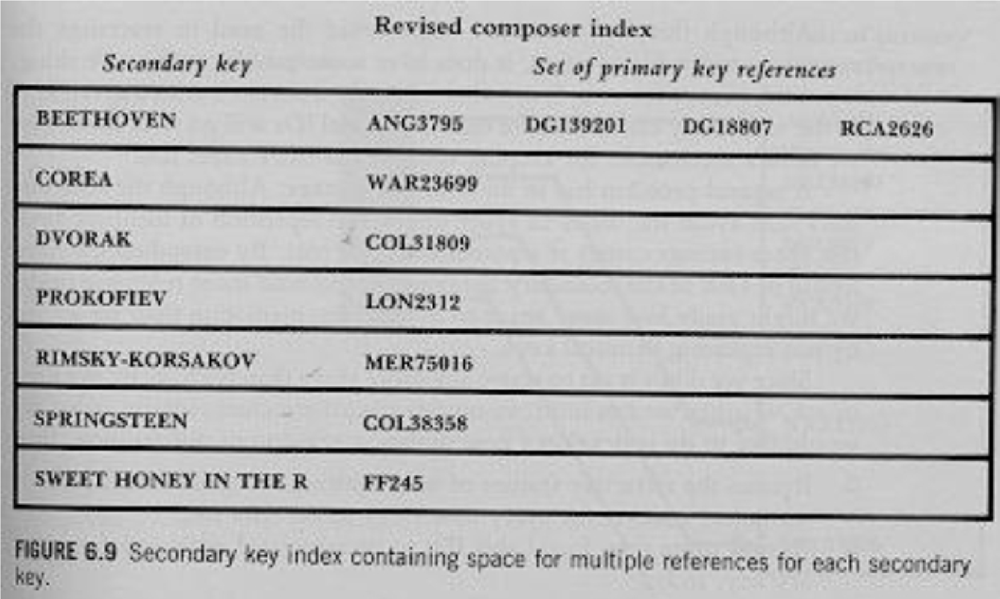 Revised composer index
Secondary key Set of primary key references
BEETHOVEN ANG3795 DG139201 DG18807 RCA2626
COREA WAR23699
DVORAK COL31809
PROKOFIEV LON2312
RIMSKY-KORSAKOV MER75016
SPRINGSTEEN COL38358
SWEET HONEY IN THE R FF245
FIGURE 6.9 Secondary key index containing space for multiple references for each secondary
key.